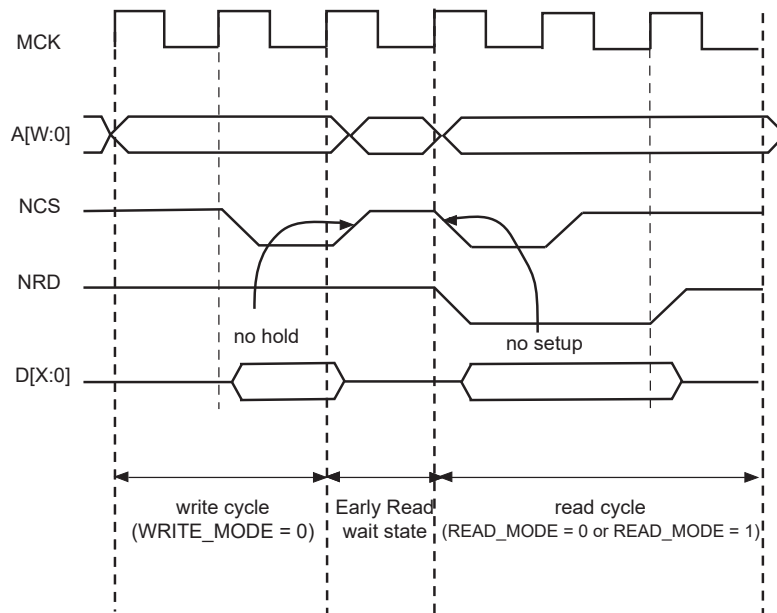 MCK
A[W:0]
NCS
NRD
no hold
no setup
D[X:0]
write cycle
(WRITE_MODE = 0)
Early Read
wait state
read cycle
(READ_MODE = 0 or READ_MODE = 1)